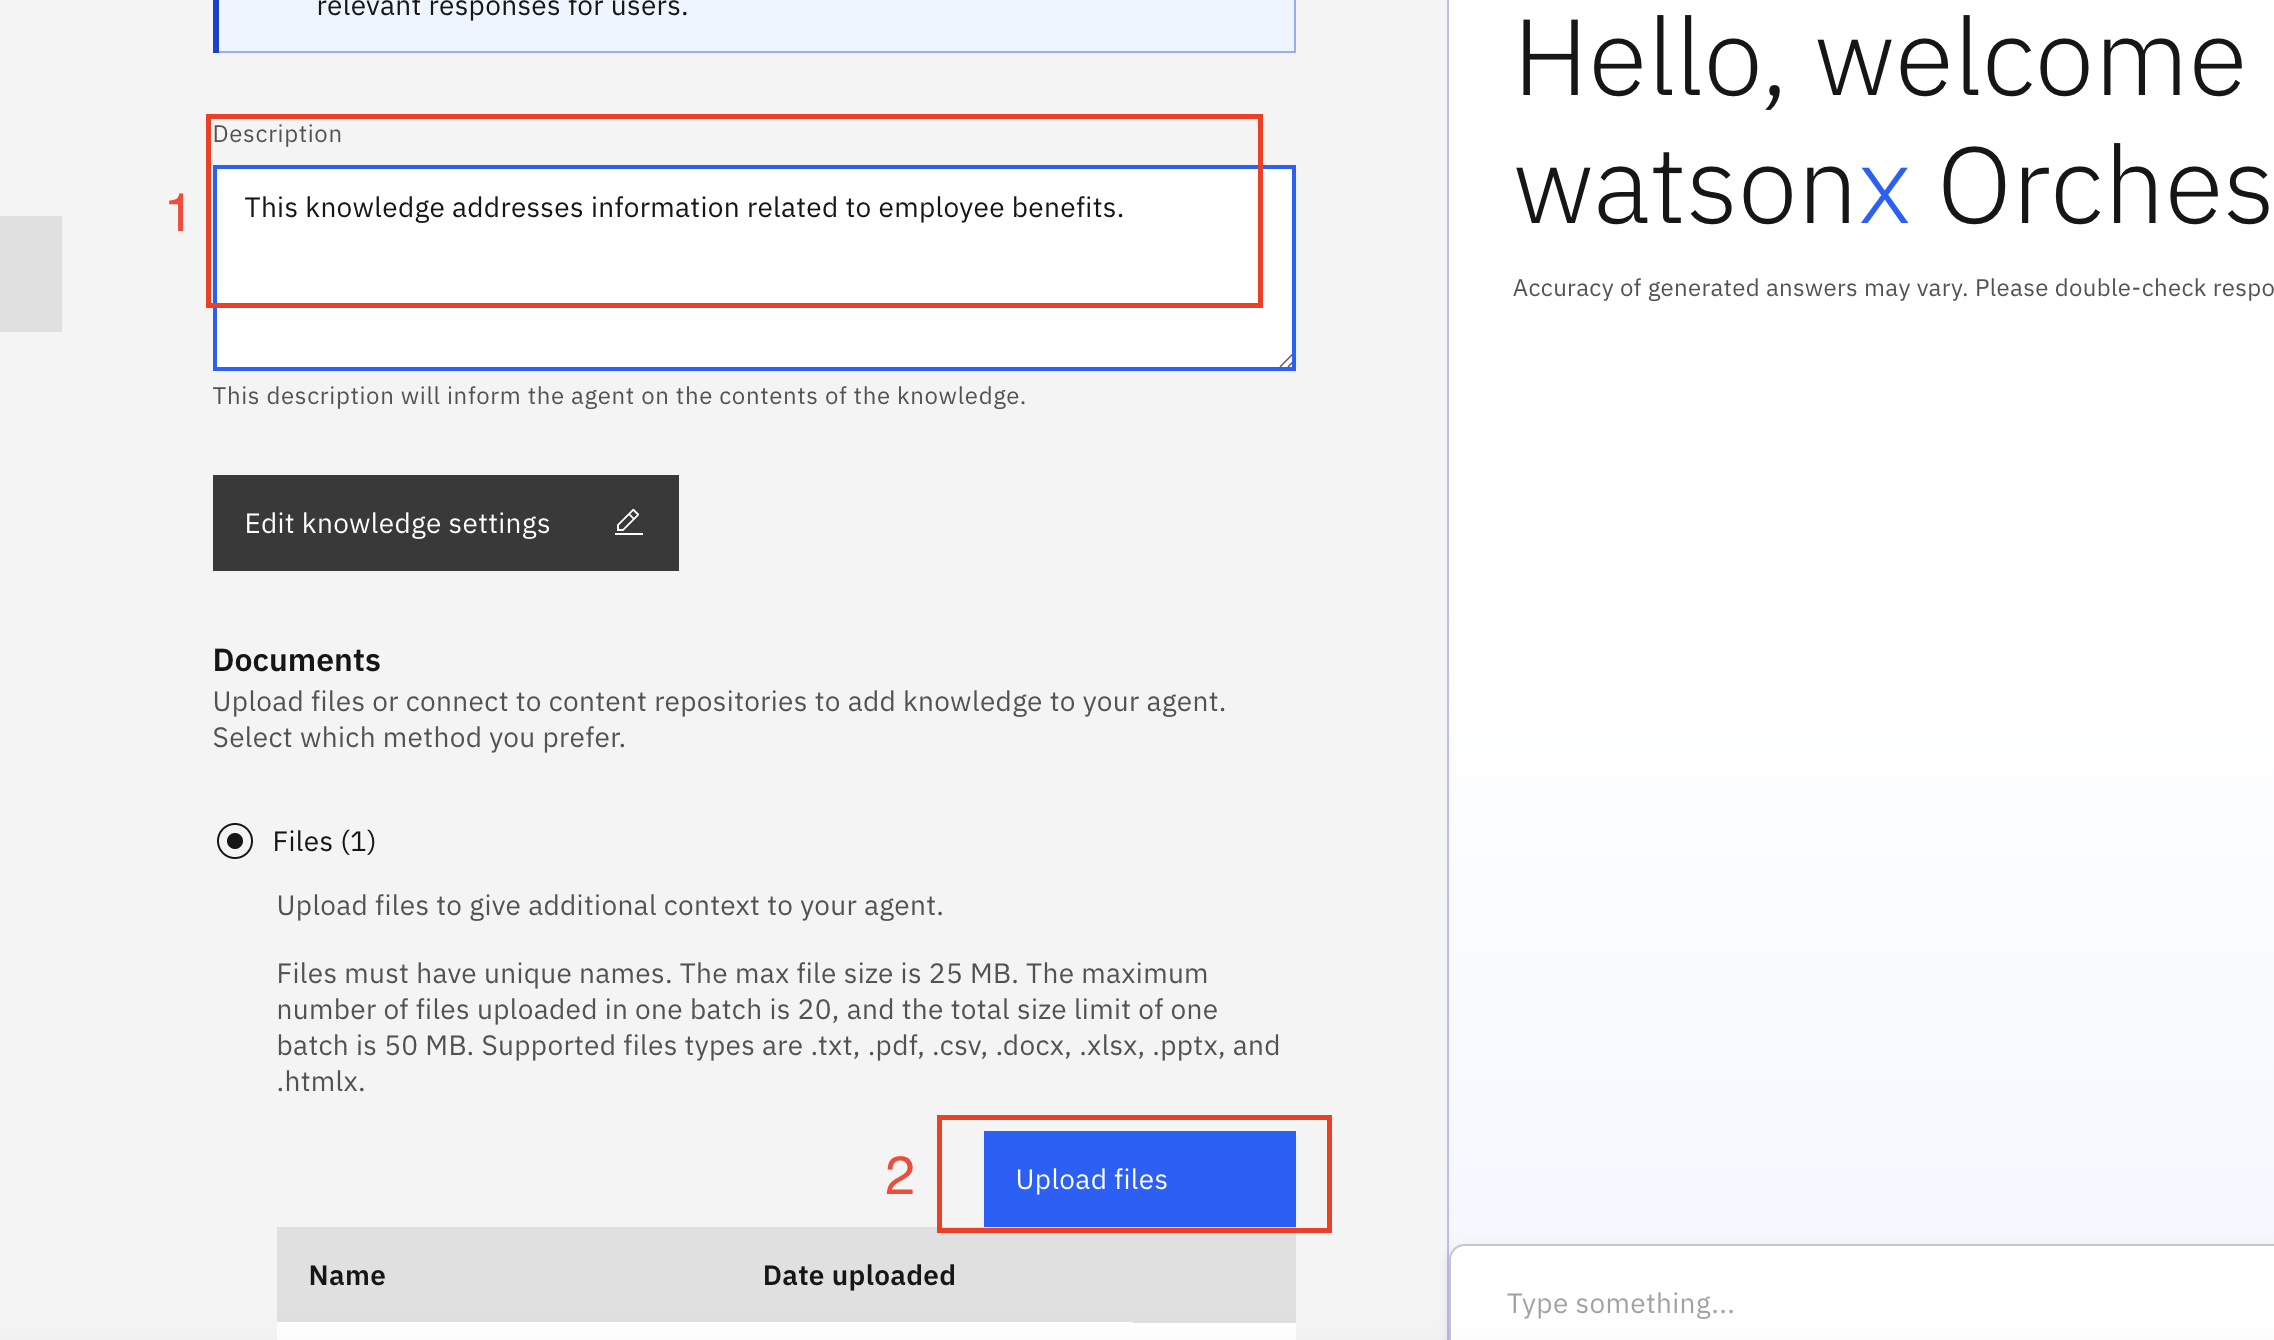 relevant responses for users.
Description
1
This knowledge addresses information related to employee benefits.
This description will inform the agent on the contents of the knowledge.
Edit knowledge settings
Documents
Upload files or connect to content repositories to add knowledge to your agent.
Select which method you prefer.
Files (1)
Upload files to give additional context to your agent.
Files must have unique names. The max file size is 25 MB. The maximum
number of files uploaded in one batch is 20, and the total size limit of one
batch is 50 MB. Supported files types are .txt, .pdf, .csv, .docx, .xlsx, .pptx, and
.htmlx.
2
Upload files
Name Date uploaded
Hello, welcome
watsonx Orches
Accuracy of generated answers may vary. Please double-check respo
Type something...